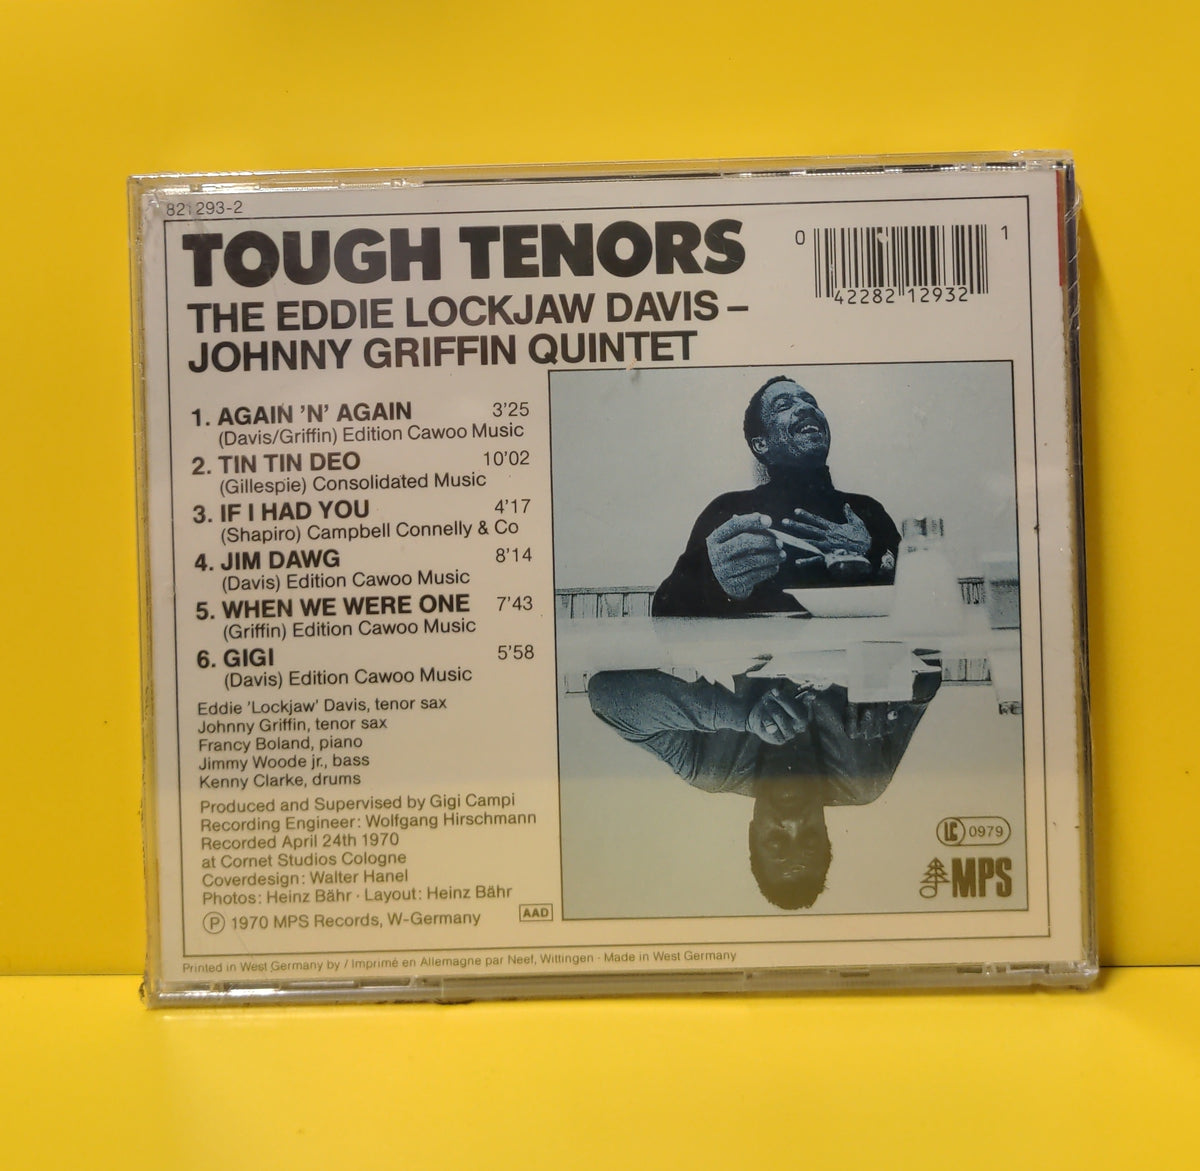 821 293-2
TOUGH TENORS
THE EDDIE LOCKJAW DAVIS –
JOHNNY GRIFFIN QUINTET
0 42282 12932 1
1. AGAIN 'N' AGAIN 3'25
(Davis/Griffin) Edition Cawoo Music
2. TIN TIN DEO 10'02
(Gillespie) Consolidated Music
3. IF I HAD YOU 4'17
(Shapiro) Campbell Connelly & Co
4. JIM DAWG 8'14
(Davis) Edition Cawoo Music
5. WHEN WE WERE ONE 7'43
(Griffin) Edition Cawoo Music
6. GIGI 5'58
(Davis) Edition Cawoo Music
Eddie 'Lockjaw' Davis, tenor sax
Johnny Griffin, tenor sax
Francy Boland, piano
Jimmy Woode jr., bass
Kenny Clarke, drums
Produced and Supervised by Gigi Campi
Recording Engineer: Wolfgang Hirschmann
Recorded April 24th 1970
at Cornet Studios Cologne
Coverdesign: Walter Hanel
Photos: Heinz Bähr · Layout: Heinz Bähr
Ⓟ 1970 MPS Records, W-Germany
AAD
LC 0979
MPS
Printed in West Germany by / Imprimé en Allemagne par Neef, Wittingen · Made in West Germany